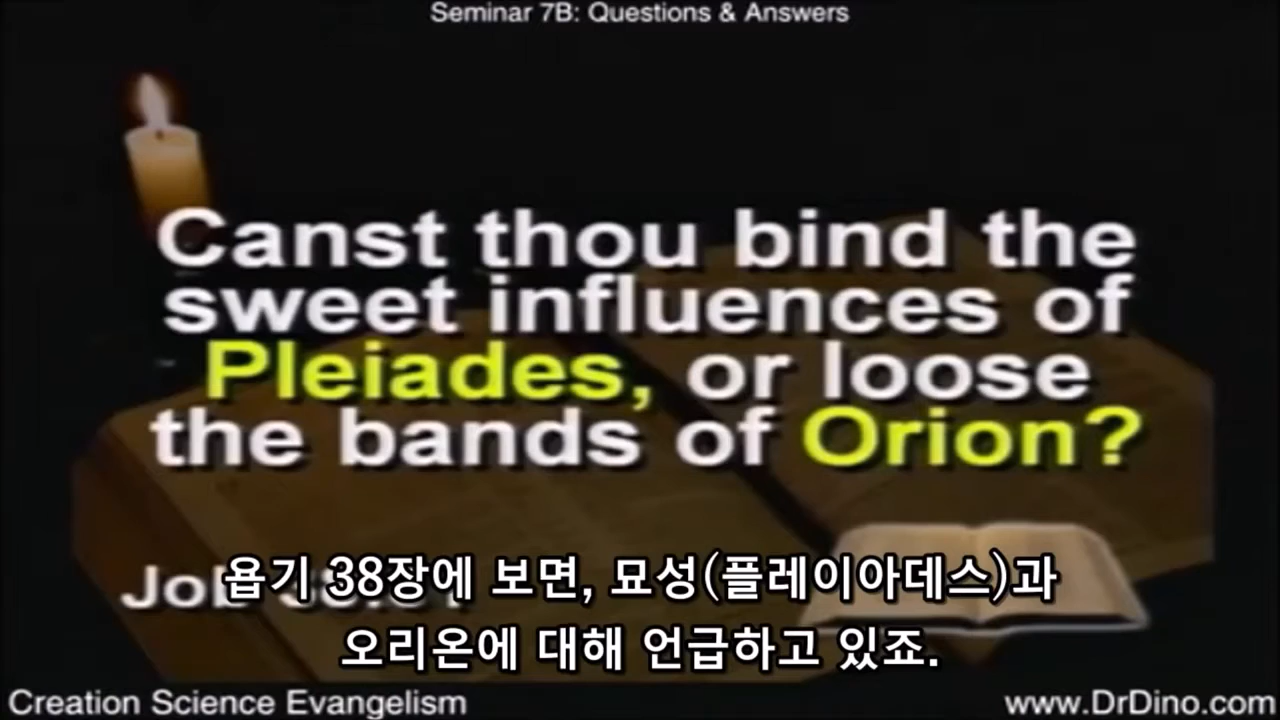 Seminar 7B: Questions & Answers
Canst thou bind the
sweet influences of
Pleiades, or loose
the bands of Orion?
Job
욥기 38장에 보면, 묘성(플레이아데스)과
오리온에 대해 언급하고 있죠.
Creation Science Evangelism
www.DrDino.com